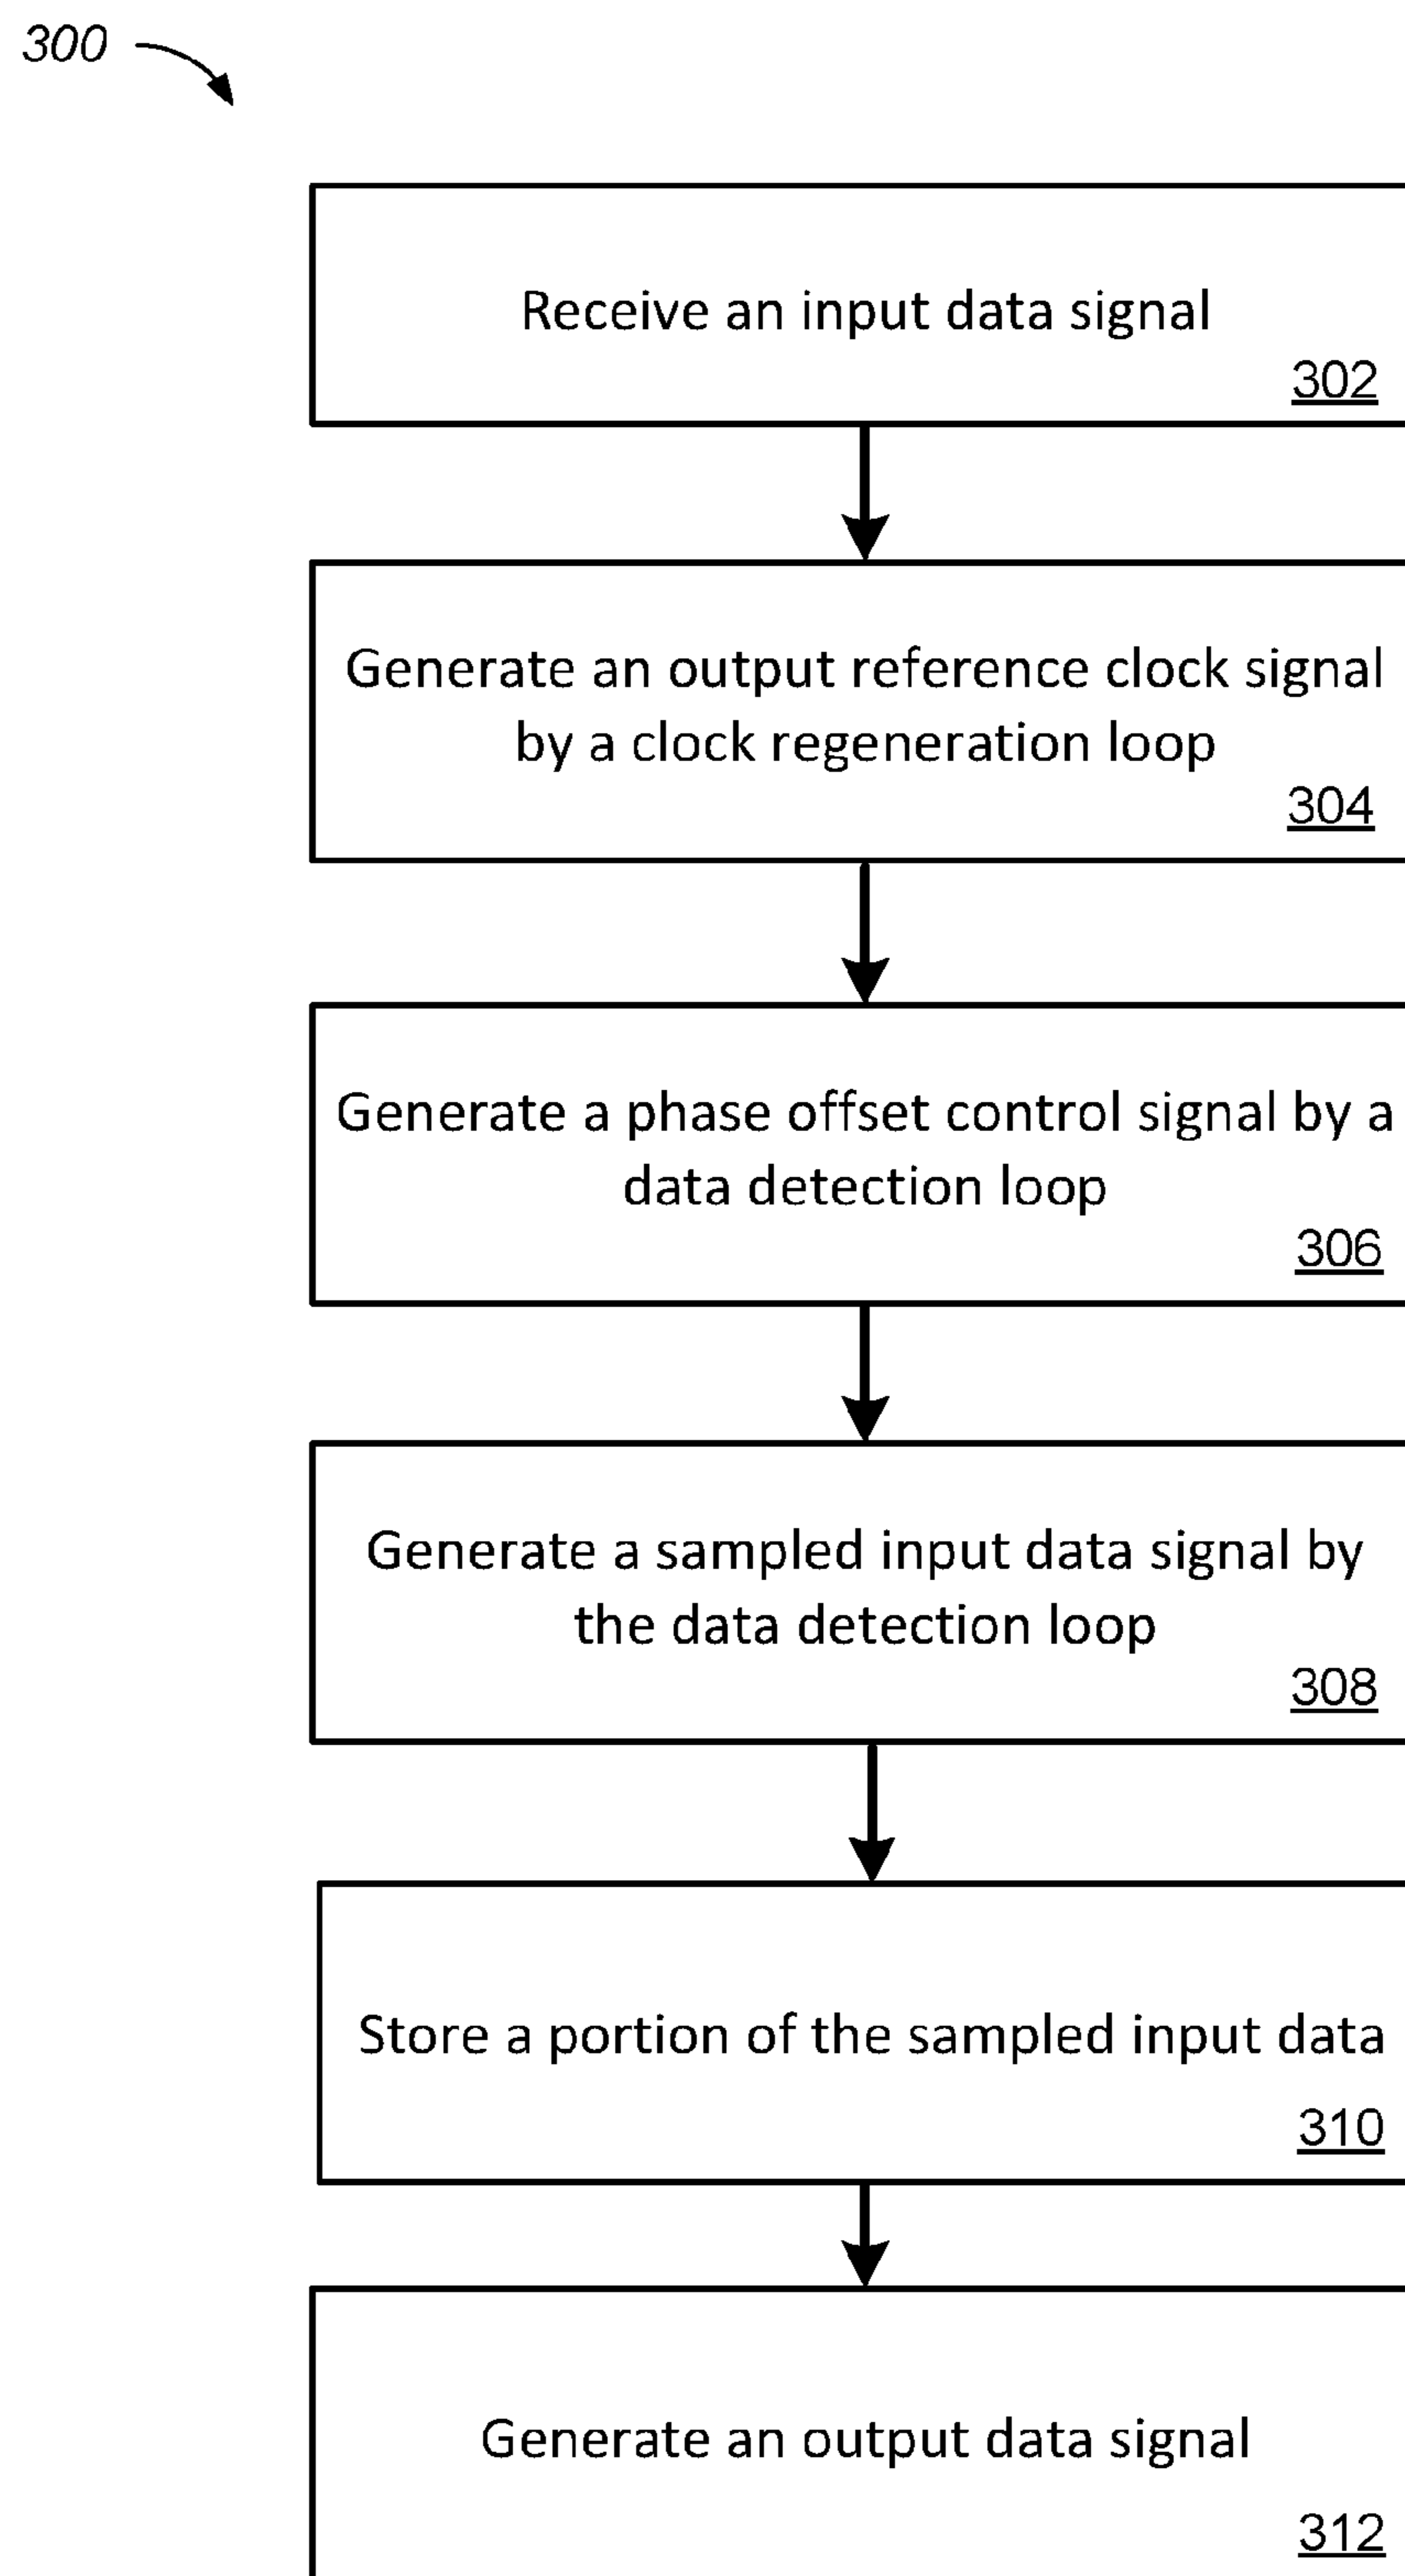 300
Receive an input data signal
302
Generate an output reference clock signal
by a clock regeneration loop
304
Generate a phase offset control signal by a
data detection loop
306
Generate a sampled input data signal by
the data detection loop
308
Store a portion of the sampled input data
310
Generate an output data signal
312